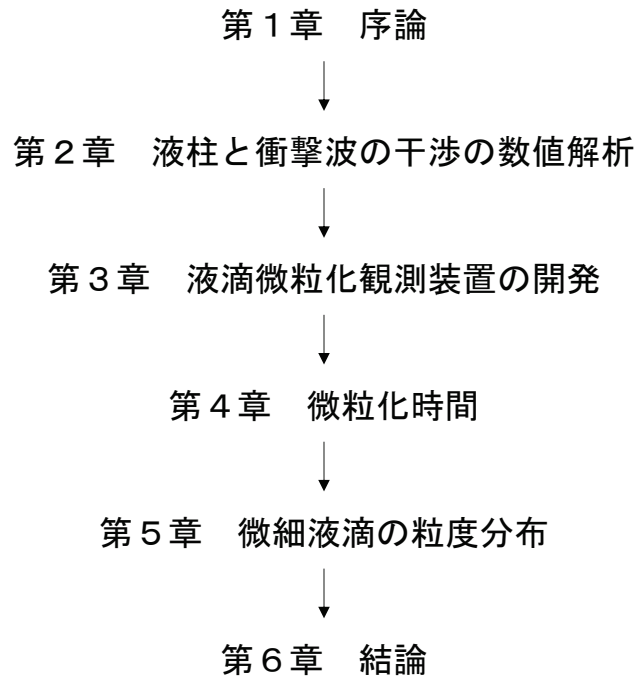 第１章　序論
第２章　液柱と衝撃波の干渉の数値解析
第３章　液滴微粒化観測装置の開発
第４章　微粒化時間
第５章　微細液滴の粒度分布
第６章　結論